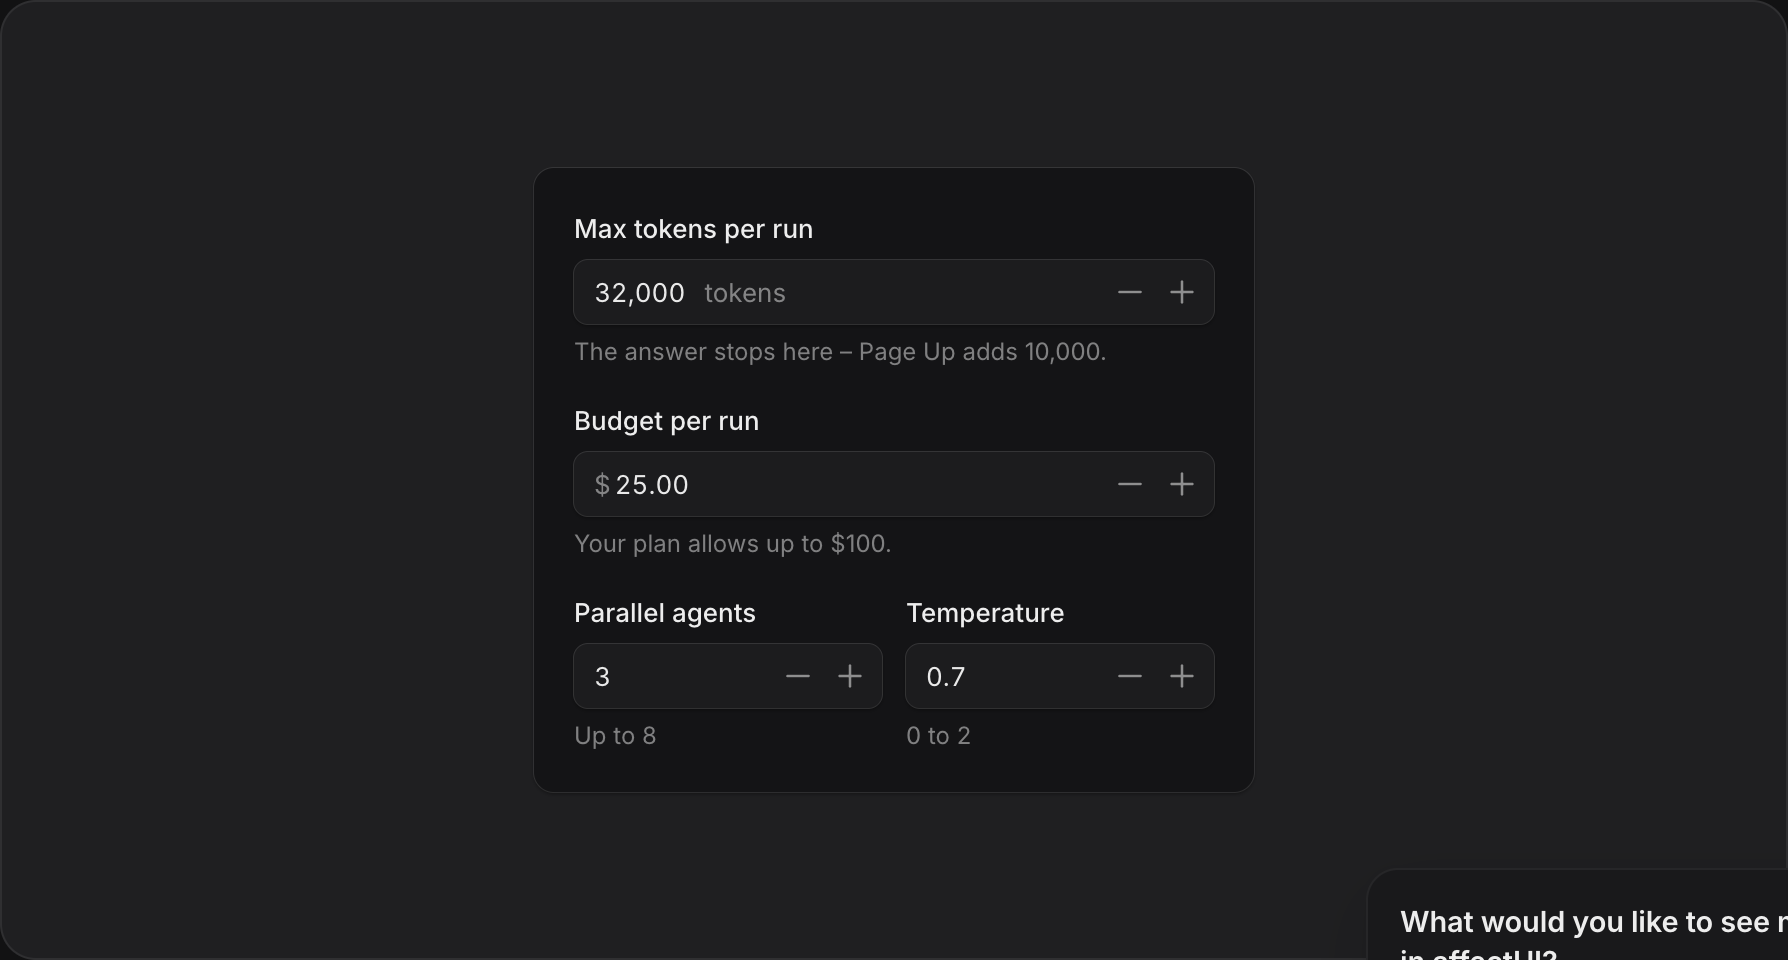 Max tokens per run
32,000 tokens
The answer stops here – Page Up adds 10,000.
Budget per run
$ 25.00
Your plan allows up to $100.
Parallel agents
3
Up to 8
Temperature
0.7
0 to 2
What would you like to see
in affectUI?